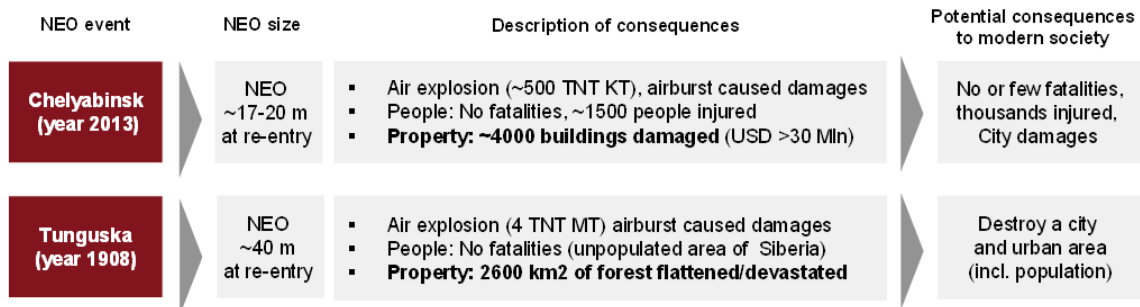 NEO event
NEO size
Description of consequences
Potential consequences
to modern society
Chelyabinsk
(year 2013)
NEO
~17-20 m
at re-entry
▪ Air explosion (~500 TNT KT), airburst caused damages
▪ People: No fatalities, ~1500 people injured
▪ Property: ~4000 buildings damaged (USD >30 Mln)
No or few fatalities,
thousands injured,
City damages
Tunguska
(year 1908)
NEO
~40 m
at re-entry
▪ Air explosion (4 TNT MT) airburst caused damages
▪ People: No fatalities (unpopulated area of Siberia)
▪ Property: 2600 km2 of forest flattened/devastated
Destroy a city
and urban area
(incl. population)